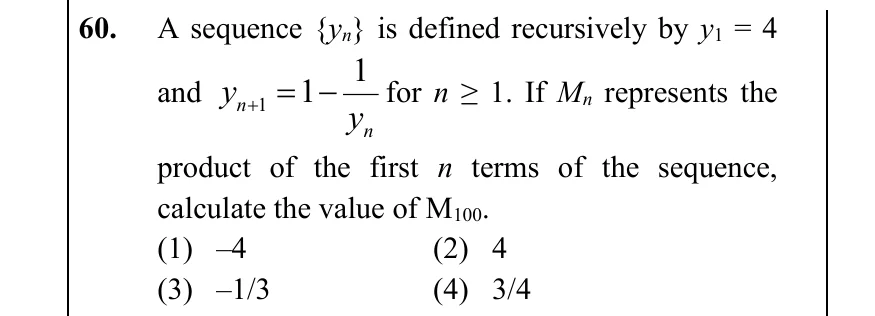 60. A sequence {yₙ} is defined recursively by y₁ = 4
and yₙ₊₁ = 1 − 1/yₙ for n ≥ 1. If Mₙ represents the
product of the first n terms of the sequence,
calculate the value of M₁₀₀.
(1) –4 (2) 4
(3) –1/3 (4) 3/4